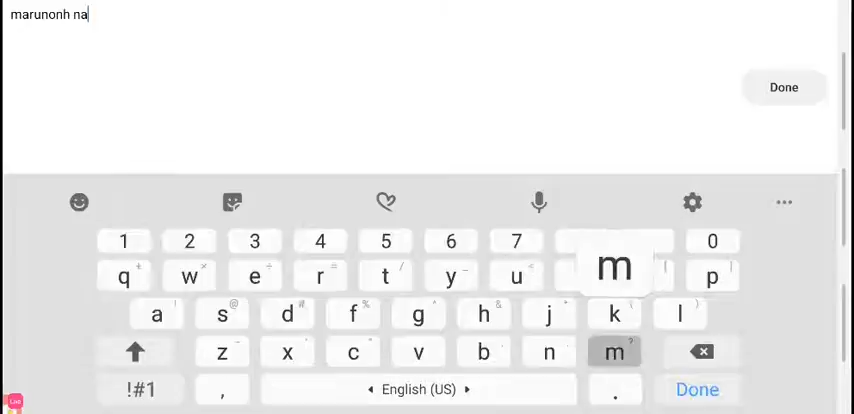 marunonh na
Done
1 2 3 4 5 6 7 0
q w e r t y u p
m
a s d f g h j k l
z x c v b n m
!#1 , English (US) . Done